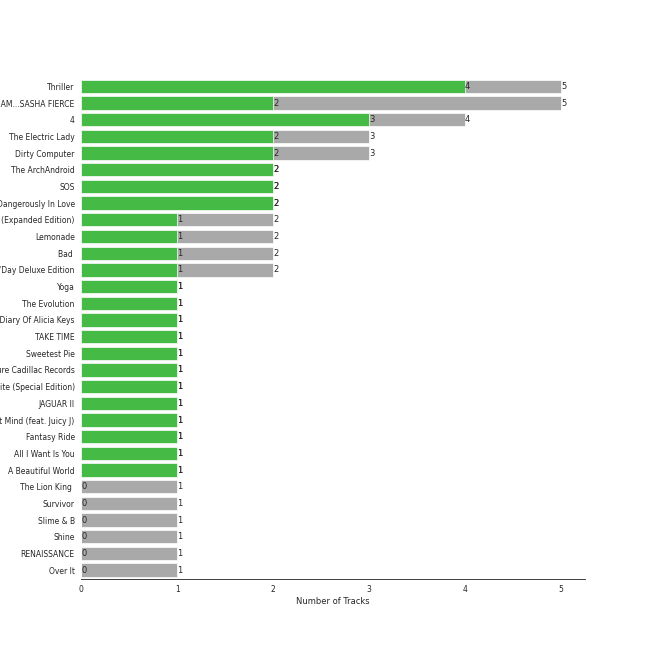 Thriller 4 5
AM...SASHA FIERCE 2 5
4 3 4
The Electric Lady 2 3
Dirty Computer 2 3
The ArchAndroid 2
SOS 2
Dangerously In Love 2
(Expanded Edition) 1 2
Lemonade 1 2
Bad 1 2
/Day Deluxe Edition 1 2
Yoga 1
The Evolution 1
Diary Of Alicia Keys 1
TAKE TIME 1
Sweetest Pie 1
ure Cadillac Records 1
ite (Special Edition) 1
JAGUAR II 1
t Mind (feat. Juicy J) 1
Fantasy Ride 1
All I Want Is You 1
A Beautiful World 1
The Lion King 0 1
Survivor 0 1
Slime & B 0 1
Shine 0 1
RENAISSANCE 0 1
Over It 0 1
0 1 2 3 4 5
Number of Tracks